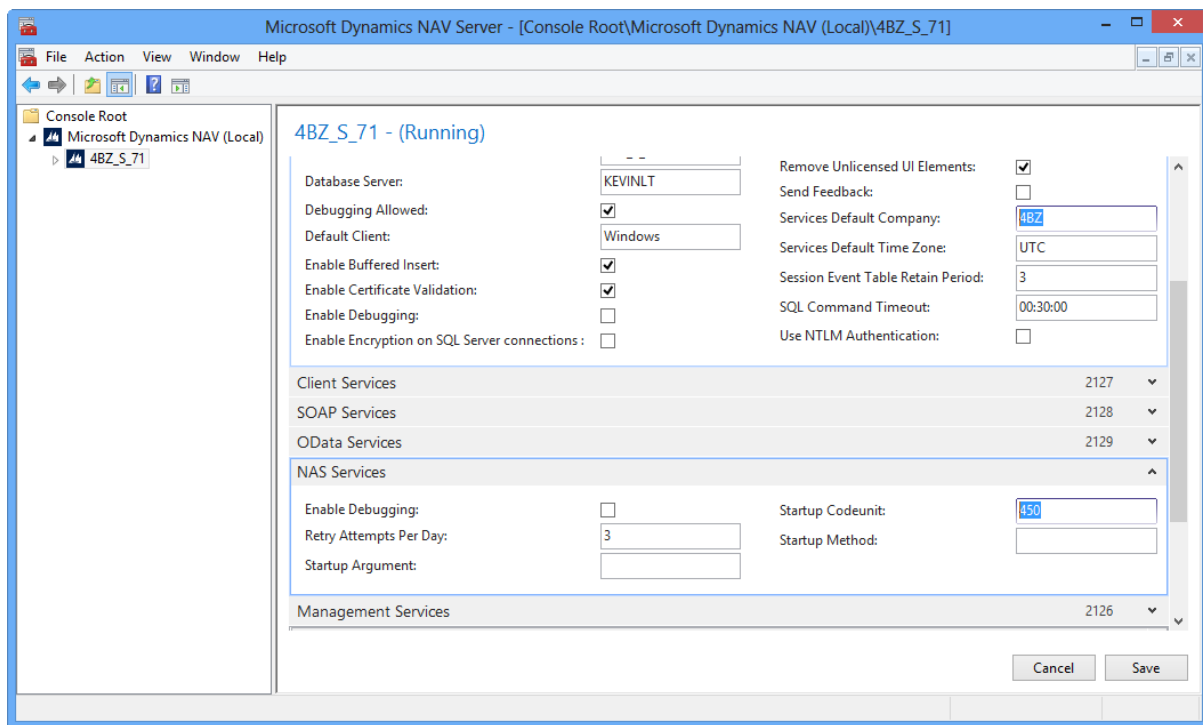 Microsoft Dynamics NAV Server - [Console Root\Microsoft Dynamics NAV (Local)\4BZ_S_71]
File Action View Window Help
Console Root
Microsoft Dynamics NAV (Local)
4BZ_S_71
4BZ_S_71 - (Running)
Database Server: KEVINLT
Debugging Allowed:
Default Client: Windows
Enable Buffered Insert:
Enable Certificate Validation:
Enable Debugging:
Enable Encryption on SQL Server connections :
Remove Unlicensed UI Elements:
Send Feedback:
Services Default Company: 4BZ
Services Default Time Zone: UTC
Session Event Table Retain Period: 3
SQL Command Timeout: 00:30:00
Use NTLM Authentication:
Client Services 2127
SOAP Services 2128
OData Services 2129
NAS Services
Enable Debugging:
Retry Attempts Per Day: 3
Startup Argument:
Startup Codeunit: 450
Startup Method:
Management Services 2126
Cancel Save